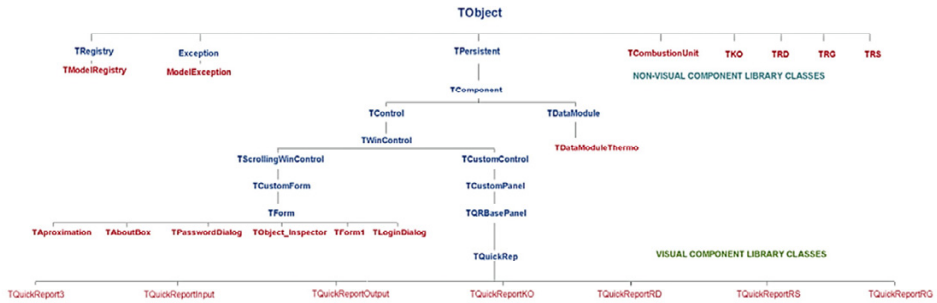 TObject
TRegistry Exception TPersistent TCombustionUnit TKO TRD TRG TRS
TModelRegistry ModelException NON-VISUAL COMPONENT LIBRARY CLASSES
TComponent
TControl TDataModule
TWinControl TDataModuleThermo
TScrollingWinControl TCustomControl
TCustomForm TCustomPanel
TForm TQRBasePanel
TAproximation TAboutBox TPasswordDialog TObject_Inspector TForm1 TLoginDialog
TQuickRep VISUAL COMPONENT LIBRARY CLASSES
TQuickReport3 TQuickReportInput TQuickReportOutput TQuickReportKO TQuickReportRD TQuickReportRS TQuickReportRG